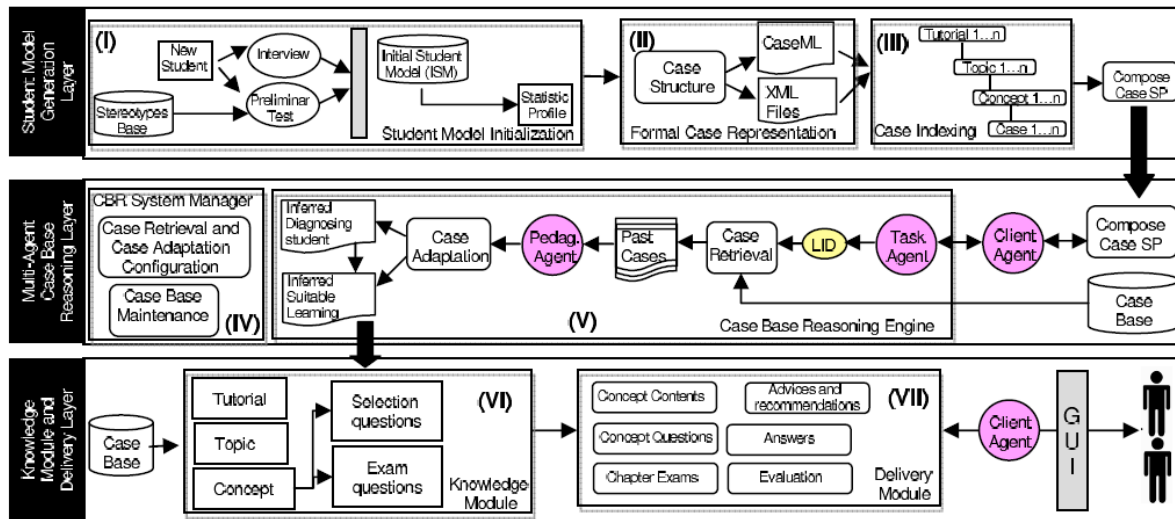 Student Model
Generation
Layer
(I)
New
Student
Interview
Preliminar
Test
Stereotypes
Base
Initial Student
Model (ISM)
Statistic
Profile
Student Model Initialization
(II)
Case
Structure
CaseML
XML
Files
Formal Case Representation
(III)
Tutorial 1...n
Topic 1...n
Concept 1...n
Case 1...n
Case Indexing
Compose
Case SP
Multi-Agent
Case Base
Reasoning Layer
CBR System Manager
Case Retrieval and
Case Adaptation
Configuration
Case Base
Maintenance
(IV)
Inferred
Diagnosing
student
Inferred
Suitable
Learning
Case
Adaptation
Pedag.
Agent
Past
Cases
Case
Retrieval
LID
Task
Agent
(V)
Case Base Reasoning Engine
Client
Agent
Compose
Case SP
Case
Base
Knowledge
Module and
Delivery Layer
Case
Base
Tutorial
Topic
Concept
Selection
questions
Exam
questions
(VI)
Knowledge
Module
Concept Contents
Advices and
recommendations
(VII)
Concept Questions
Answers
Chapter Exams
Evaluation
Delivery
Module
Client
Agent
G
U
I